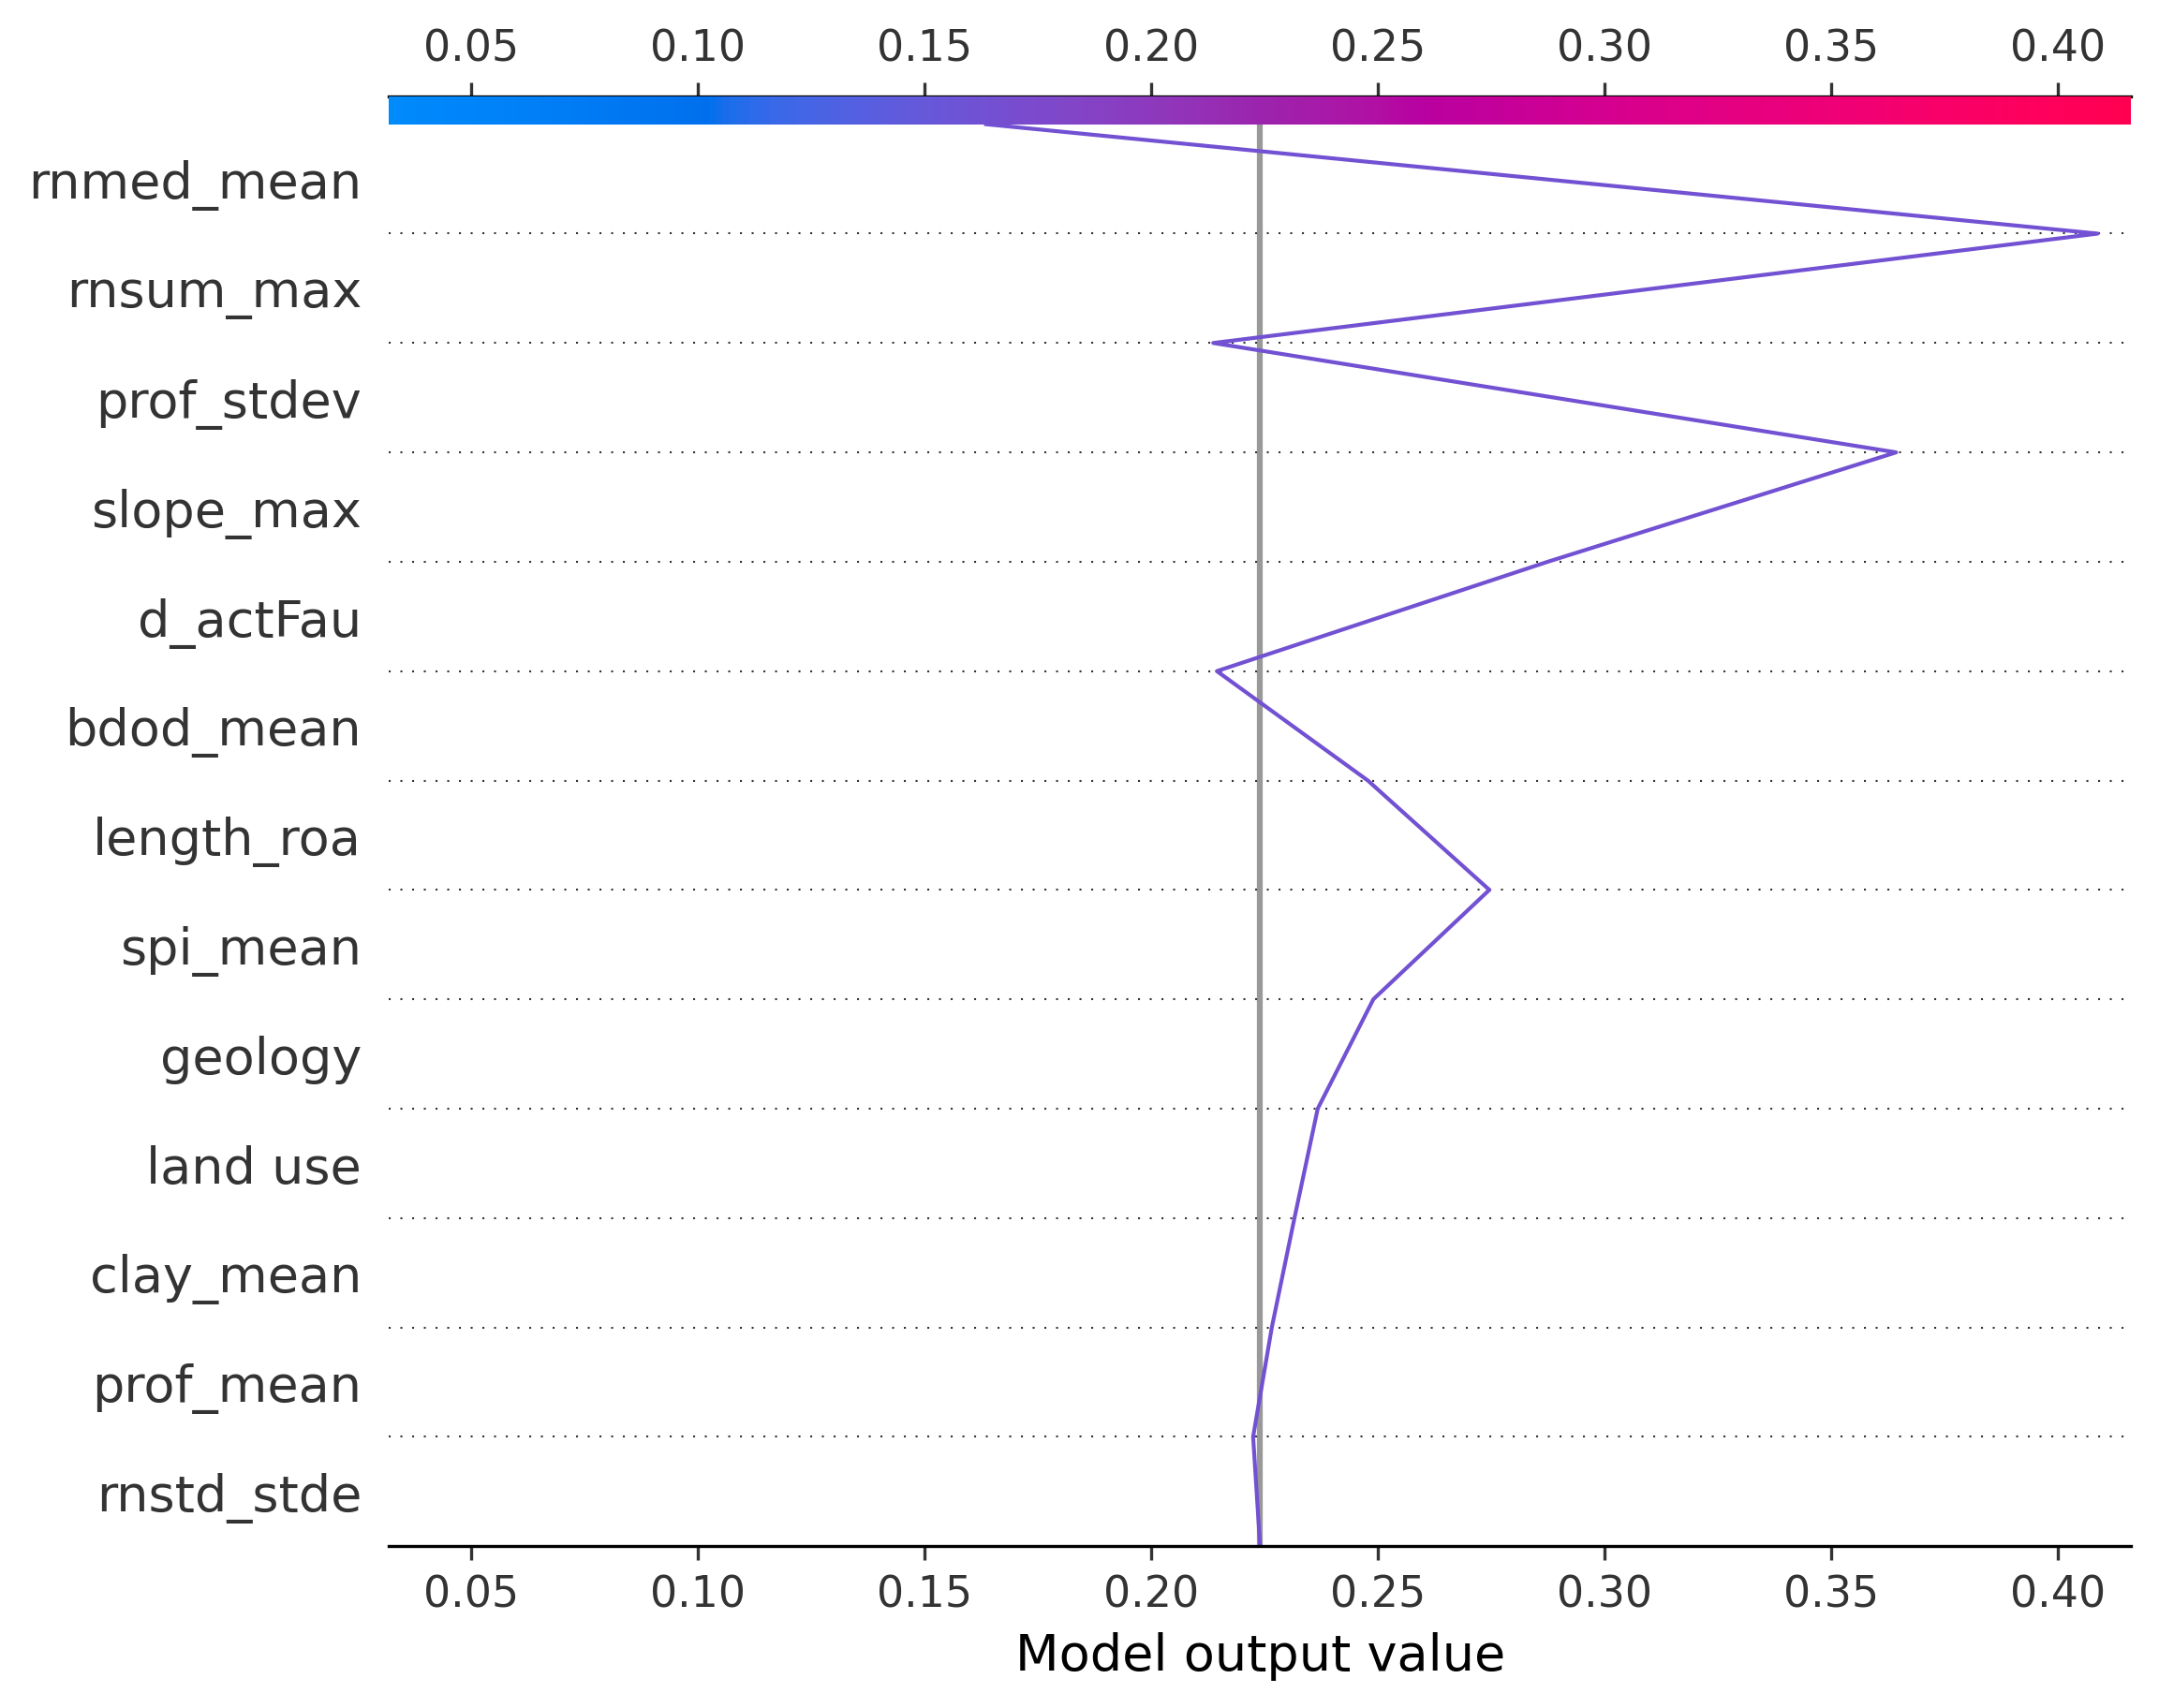 0.05 0.10 0.15 0.20 0.25 0.30 0.35 0.40
rnmed_mean
rnsum_max
prof_stdev
slope_max
d_actFau
bdod_mean
length_roa
spi_mean
geology
land use
clay_mean
prof_mean
rnstd_stde
0.05 0.10 0.15 0.20 0.25 0.30 0.35 0.40
Model output value